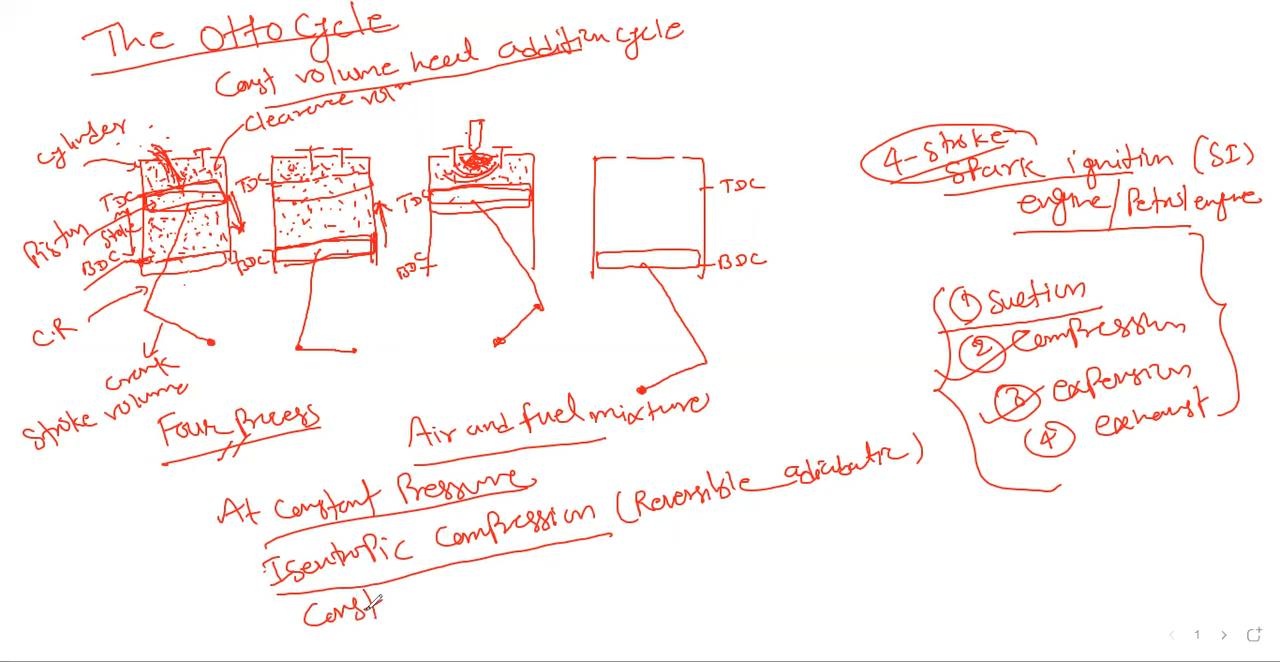 The Otto Cycle
Const volume heat addition cycle
Clearance vol
cylinder
TDC
Piston
Stoke
BDC
C.R
crank
Stroke volume
TDC
BDC
TDC
BDC
TDC
BDC
4-stroke
Spark ignition (SI)
engine/Petrol engine
① Suction
② Compression
③ expension
④ exhaust
Four Process
Air and fuel mixture
At Constant Pressure
Isentropic Compression (Reversible adiabatic)
Const
1